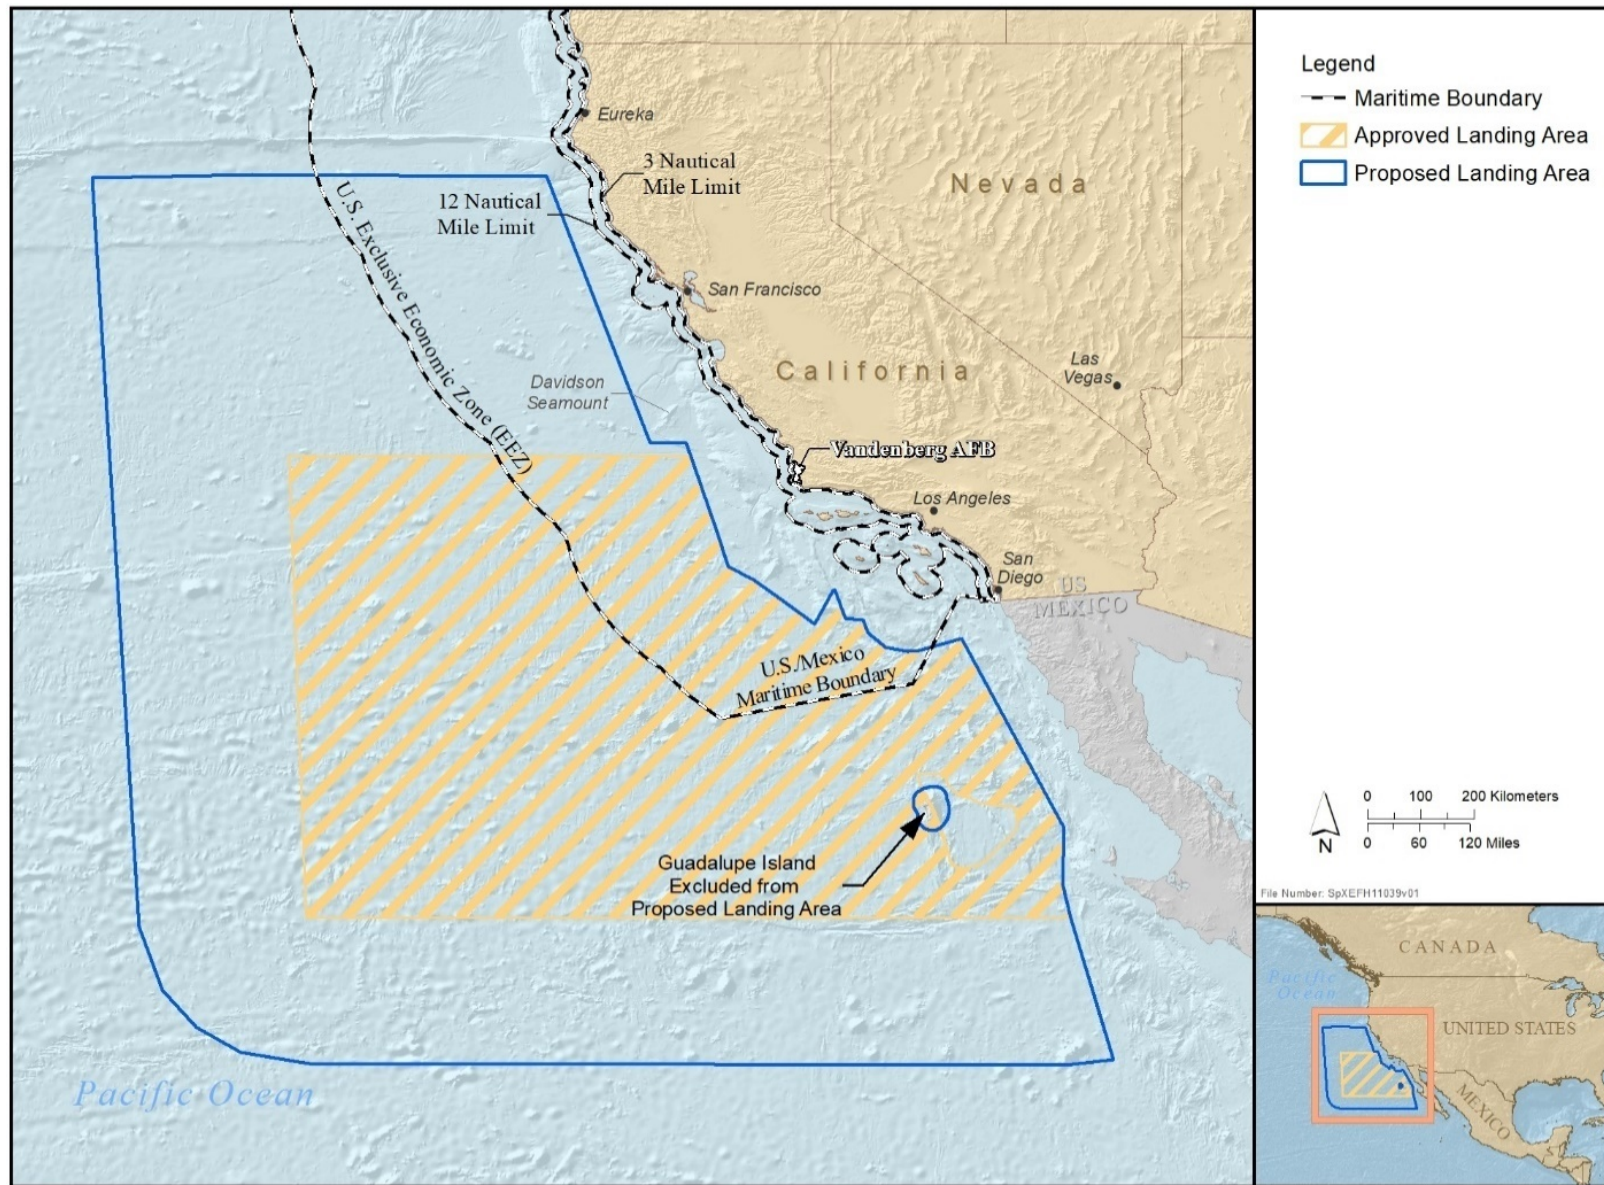 Eureka
3 Nautical
Mile Limit
12 Nautical
Mile Limit
U.S. Exclusive Economic Zone (EEZ)
Nevada
San Francisco
California
Las
Vegas
Davidson
Seamount
Vandenberg AFB
Los Angeles
San
Diego
US
MEXICO
U.S./Mexico
Maritime Boundary
Guadalupe Island
Excluded from
Proposed Landing Area
Pacific Ocean
Legend
Maritime Boundary
Approved Landing Area
Proposed Landing Area
N
0 100 200 Kilometers
0 60 120 Miles
File Number: SpXEFH11039v01
CANADA
Pacific
Ocean
UNITED STATES
MEXICO